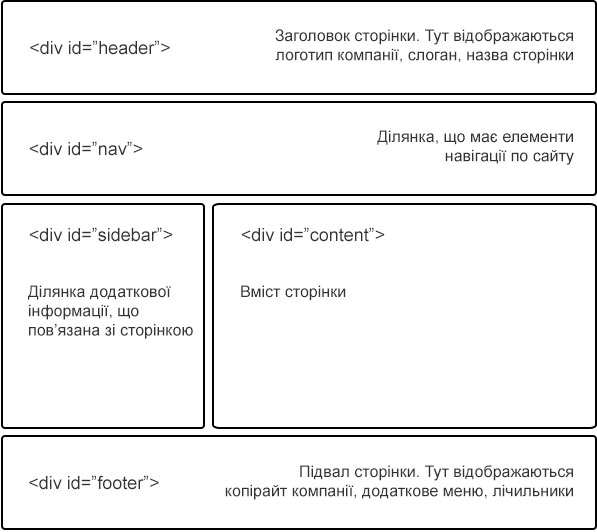 <div id=”header”>
Заголовок сторінки. Тут відображаються
логотип компанії, слоган, назва сторінки
<div id=”nav”>
Ділянка, що має елементи
навігації по сайту
<div id=”sidebar”>
Ділянка додаткової
інформації, що
пов’язана зі сторінкою
<div id=”content”>
Вміст сторінки
<div id=”footer”>
Підвал сторінки. Тут відображаються
копірайт компанії, додаткове меню, лічильники